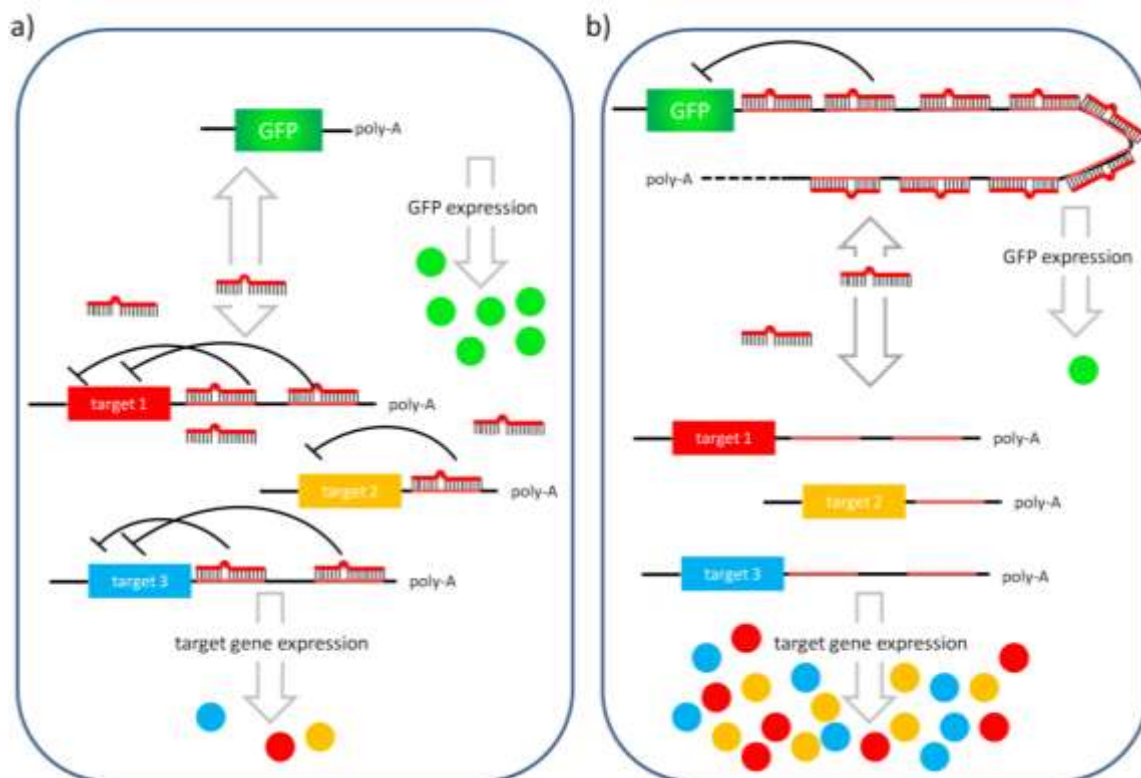 a)
GFP
poly-A
GFP expression
target 1
poly-A
target 2
poly-A
target 3
poly-A
target gene expression
b)
GFP
poly-A
GFP expression
target 1
poly-A
target 2
poly-A
target 3
poly-A
target gene expression